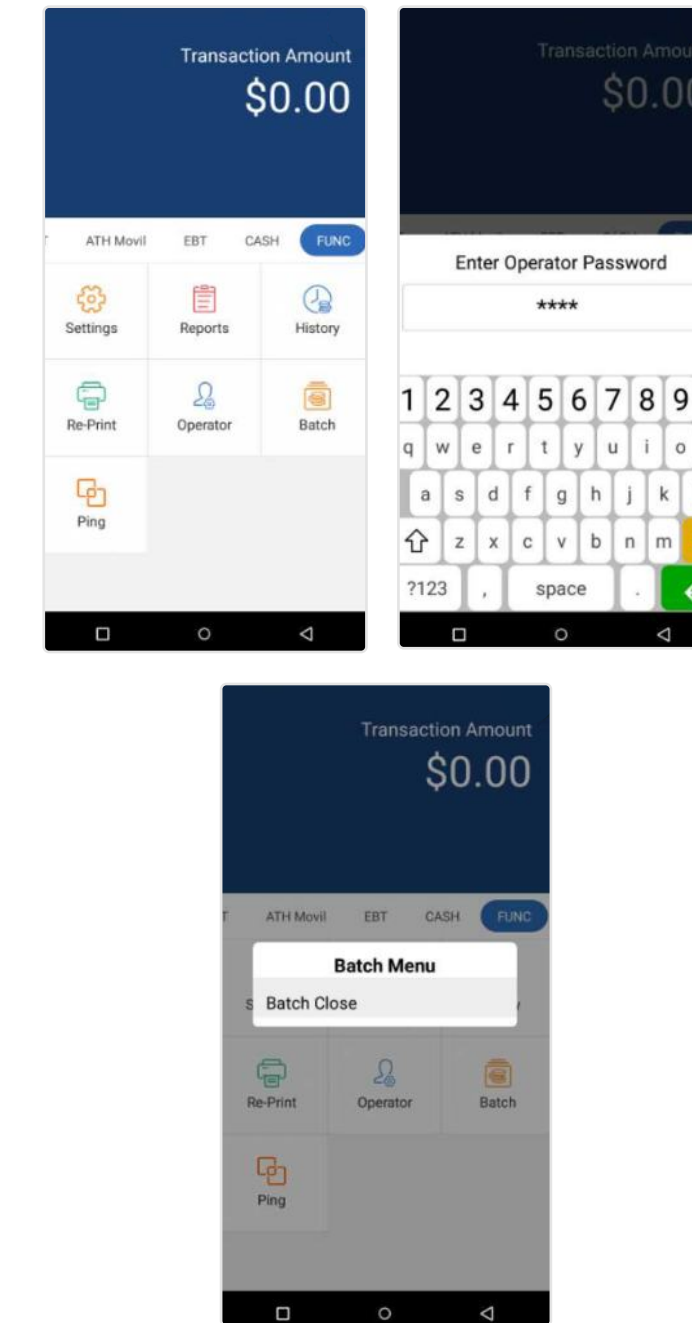 Transaction Amount
$0.00
ATH Movil EBT CASH FUNC
Settings Reports History
Re-Print Operator Batch
Ping
Transaction Amou
$0.0
Enter Operator Password
****
1 2 3 4 5 6 7 8 9
q w e r t y u i o
a s d f g h j k
z x c v b n m
?123 , space .
Transaction Amount
$0.00
T ATH Movil EBT CASH FUNC
Batch Menu
S Batch Close y
Re-Print Operator Batch
Ping